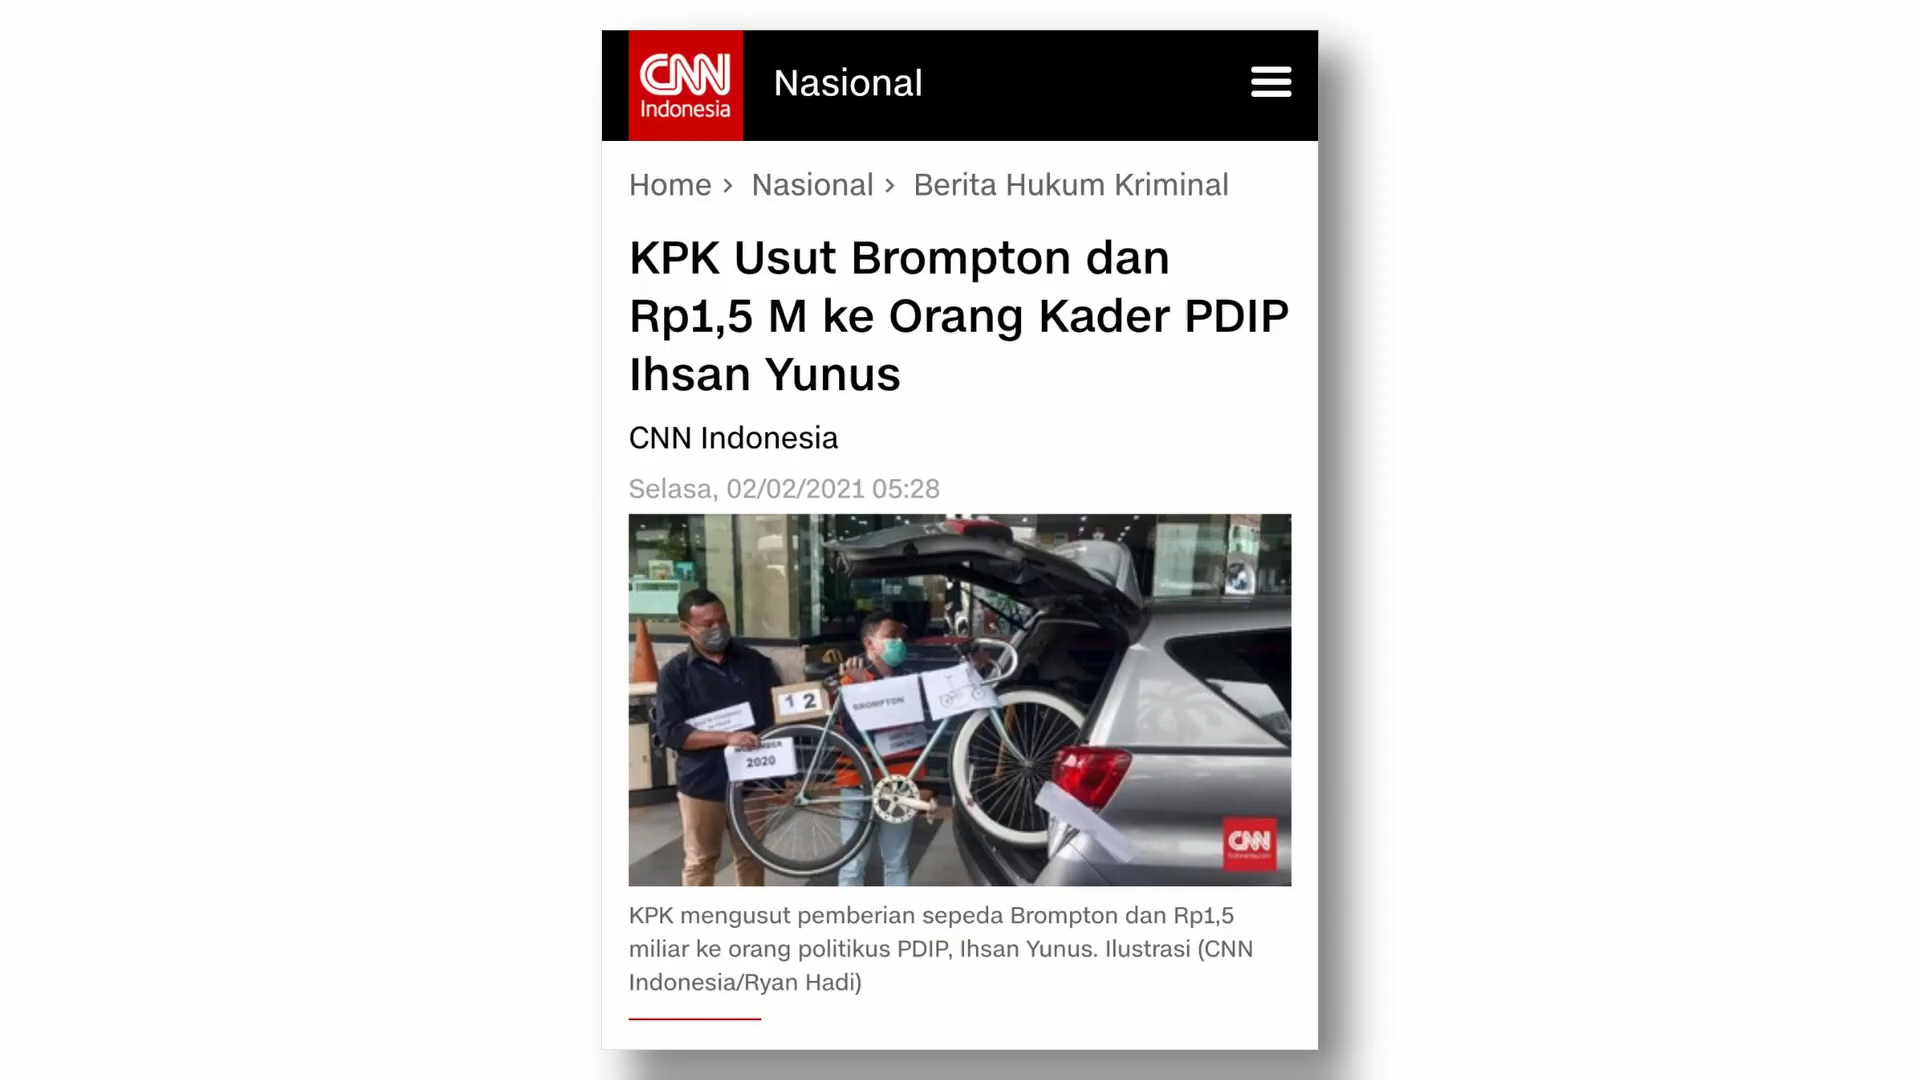 CNN
Indonesia
Nasional
Home › Nasional › Berita Hukum Kriminal
KPK Usut Brompton dan
Rp1,5 M ke Orang Kader PDIP
Ihsan Yunus
CNN Indonesia
Selasa, 02/02/2021 05:28
1 2
BROMPTON
2020
CNN
KPK mengusut pemberian sepeda Brompton dan Rp1,5
miliar ke orang politikus PDIP, Ihsan Yunus. Ilustrasi (CNN
Indonesia/Ryan Hadi)